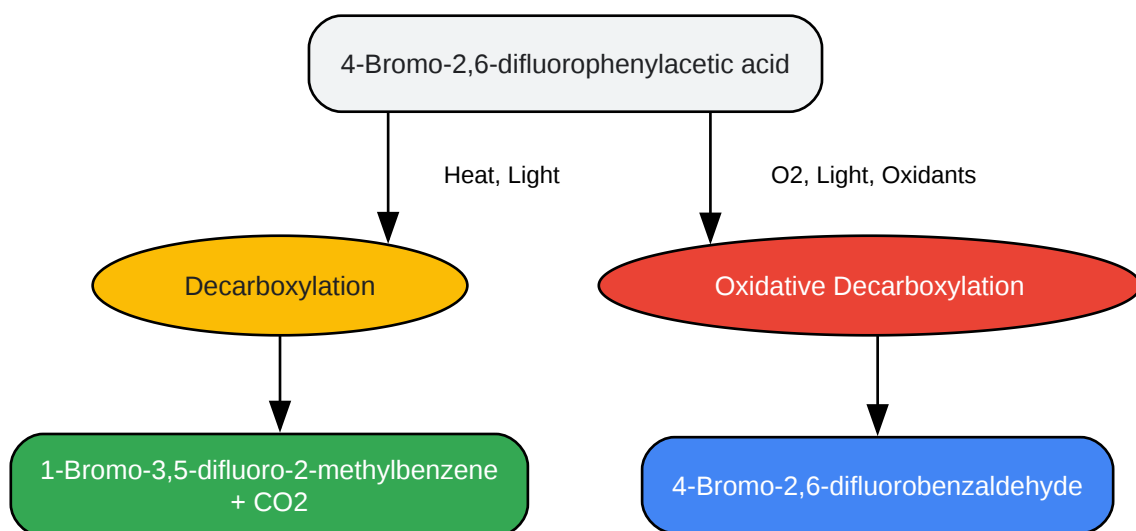 4-Bromo-2,6-difluorophenylacetic acid
Heat, Light
O2, Light, Oxidants
Decarboxylation
Oxidative Decarboxylation
1-Bromo-3,5-difluoro-2-methylbenzene
+ CO2
4-Bromo-2,6-difluorobenzaldehyde